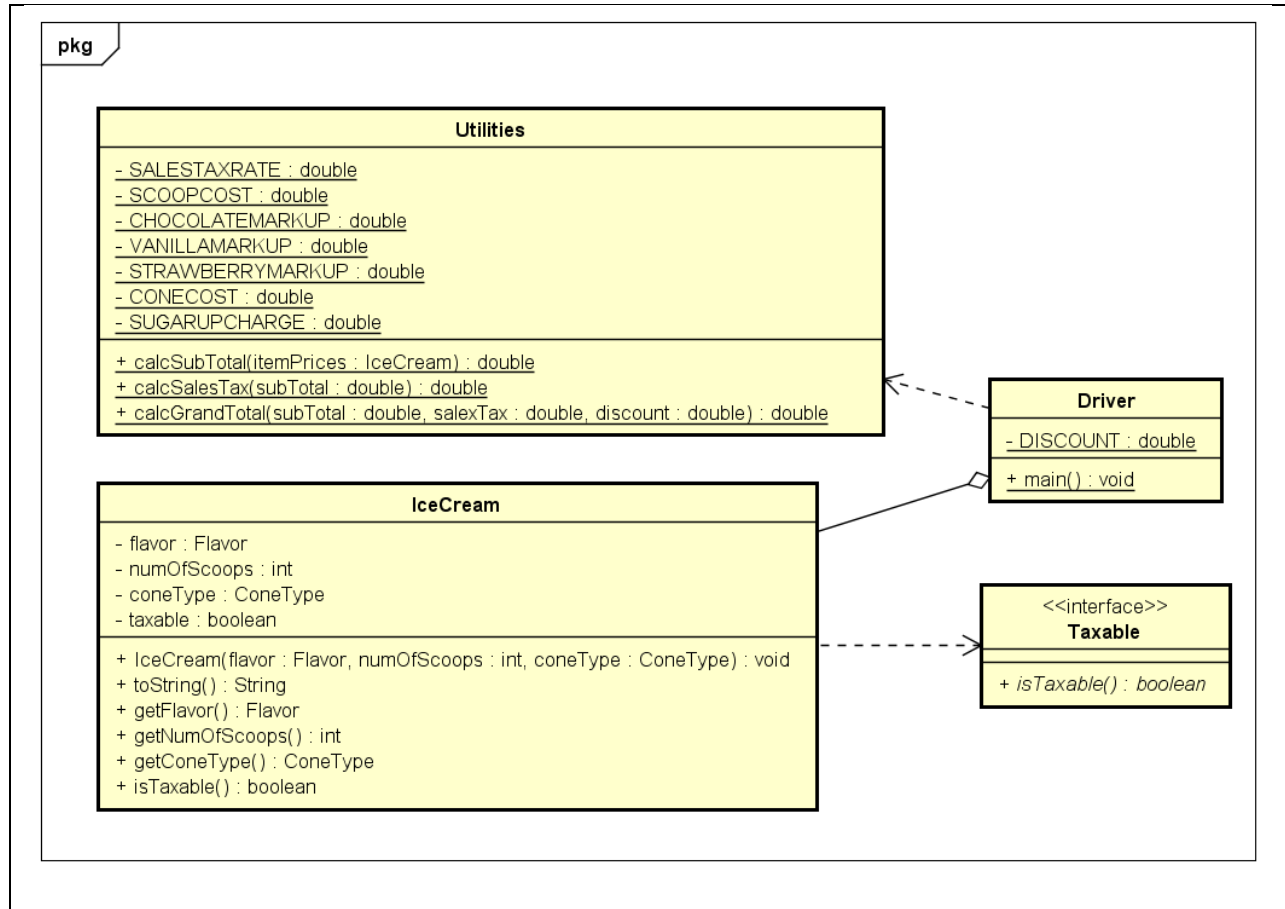 pkg
Utilities
- SALESTAXRATE : double
- SCOOPCOST : double
- CHOCOLATEMARKUP : double
- VANILLAMARKUP : double
- STRAWBERRYMARKUP : double
- CONECOST : double
- SUGARUPCHARGE : double
+ calcSubTotal(itemPrices : IceCream) : double
+ calcSalesTax(subTotal : double) : double
+ calcGrandTotal(subTotal : double, salexTax : double, discount : double) : double
Driver
- DISCOUNT : double
+ main() : void
IceCream
- flavor : Flavor
- numOfScoops : int
- coneType : ConeType
- taxable : boolean
+ IceCream(flavor : Flavor, numOfScoops : int, coneType : ConeType) : void
+ toString() : String
+ getFlavor() : Flavor
+ getNumOfScoops() : int
+ getConeType() : ConeType
+ isTaxable() : boolean
<<interface>>
Taxable
+ isTaxable() : boolean